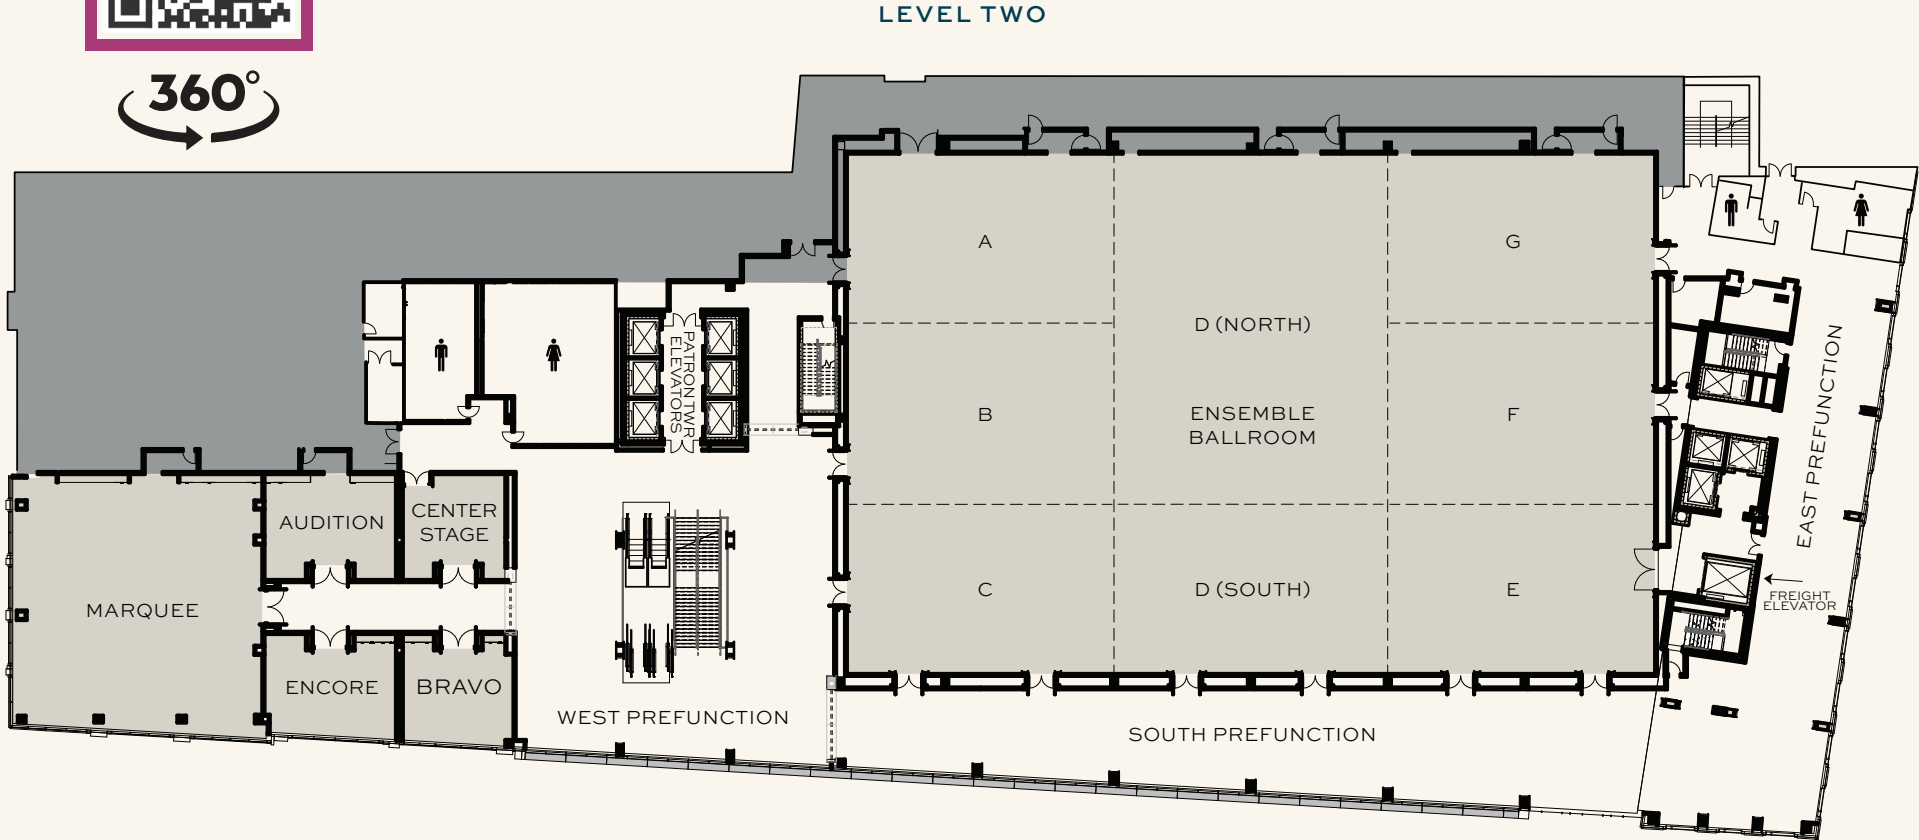 LEVEL TWO
360°
A
G
D (NORTH)
PATRON TWR
ELEVATORS
B
ENSEMBLE
BALLROOM
F
EAST PREFUNCTION
AUDITION
CENTER
STAGE
C
D (SOUTH)
E
FREIGHT
ELEVATOR
MARQUEE
ENCORE
BRAVO
WEST PREFUNCTION
SOUTH PREFUNCTION